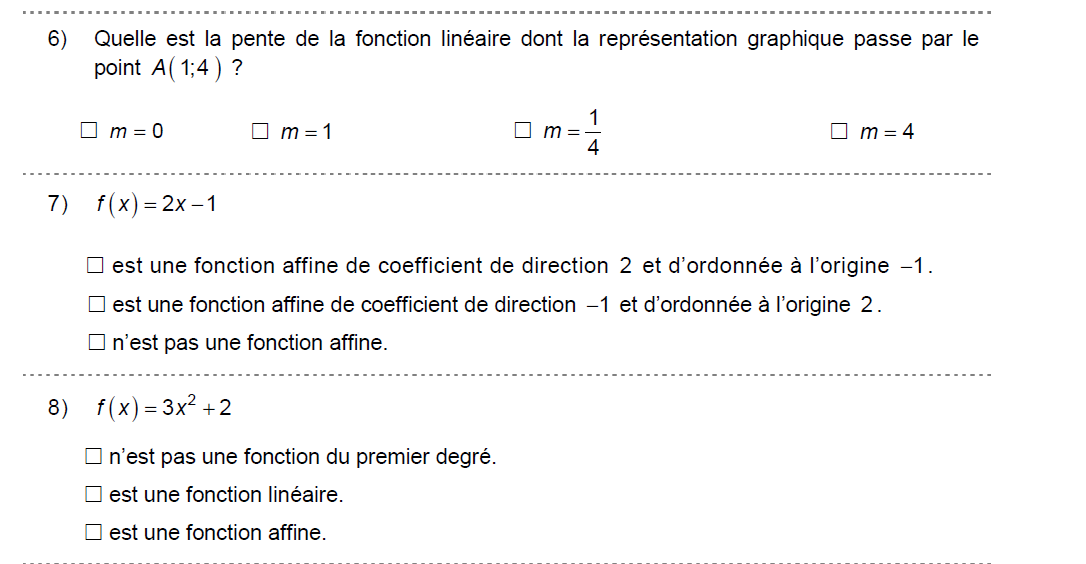 6) Quelle est la pente de la fonction linéaire dont la représentation graphique passe par le
point A( 1;4 ) ?
☐ m = 0 ☐ m = 1 ☐ m = 1/4 ☐ m = 4
7) f(x) = 2x – 1
☐ est une fonction affine de coefficient de direction 2 et d’ordonnée à l’origine –1.
☐ est une fonction affine de coefficient de direction –1 et d’ordonnée à l’origine 2.
☐ n’est pas une fonction affine.
8) f(x) = 3x² + 2
☐ n’est pas une fonction du premier degré.
☐ est une fonction linéaire.
☐ est une fonction affine.